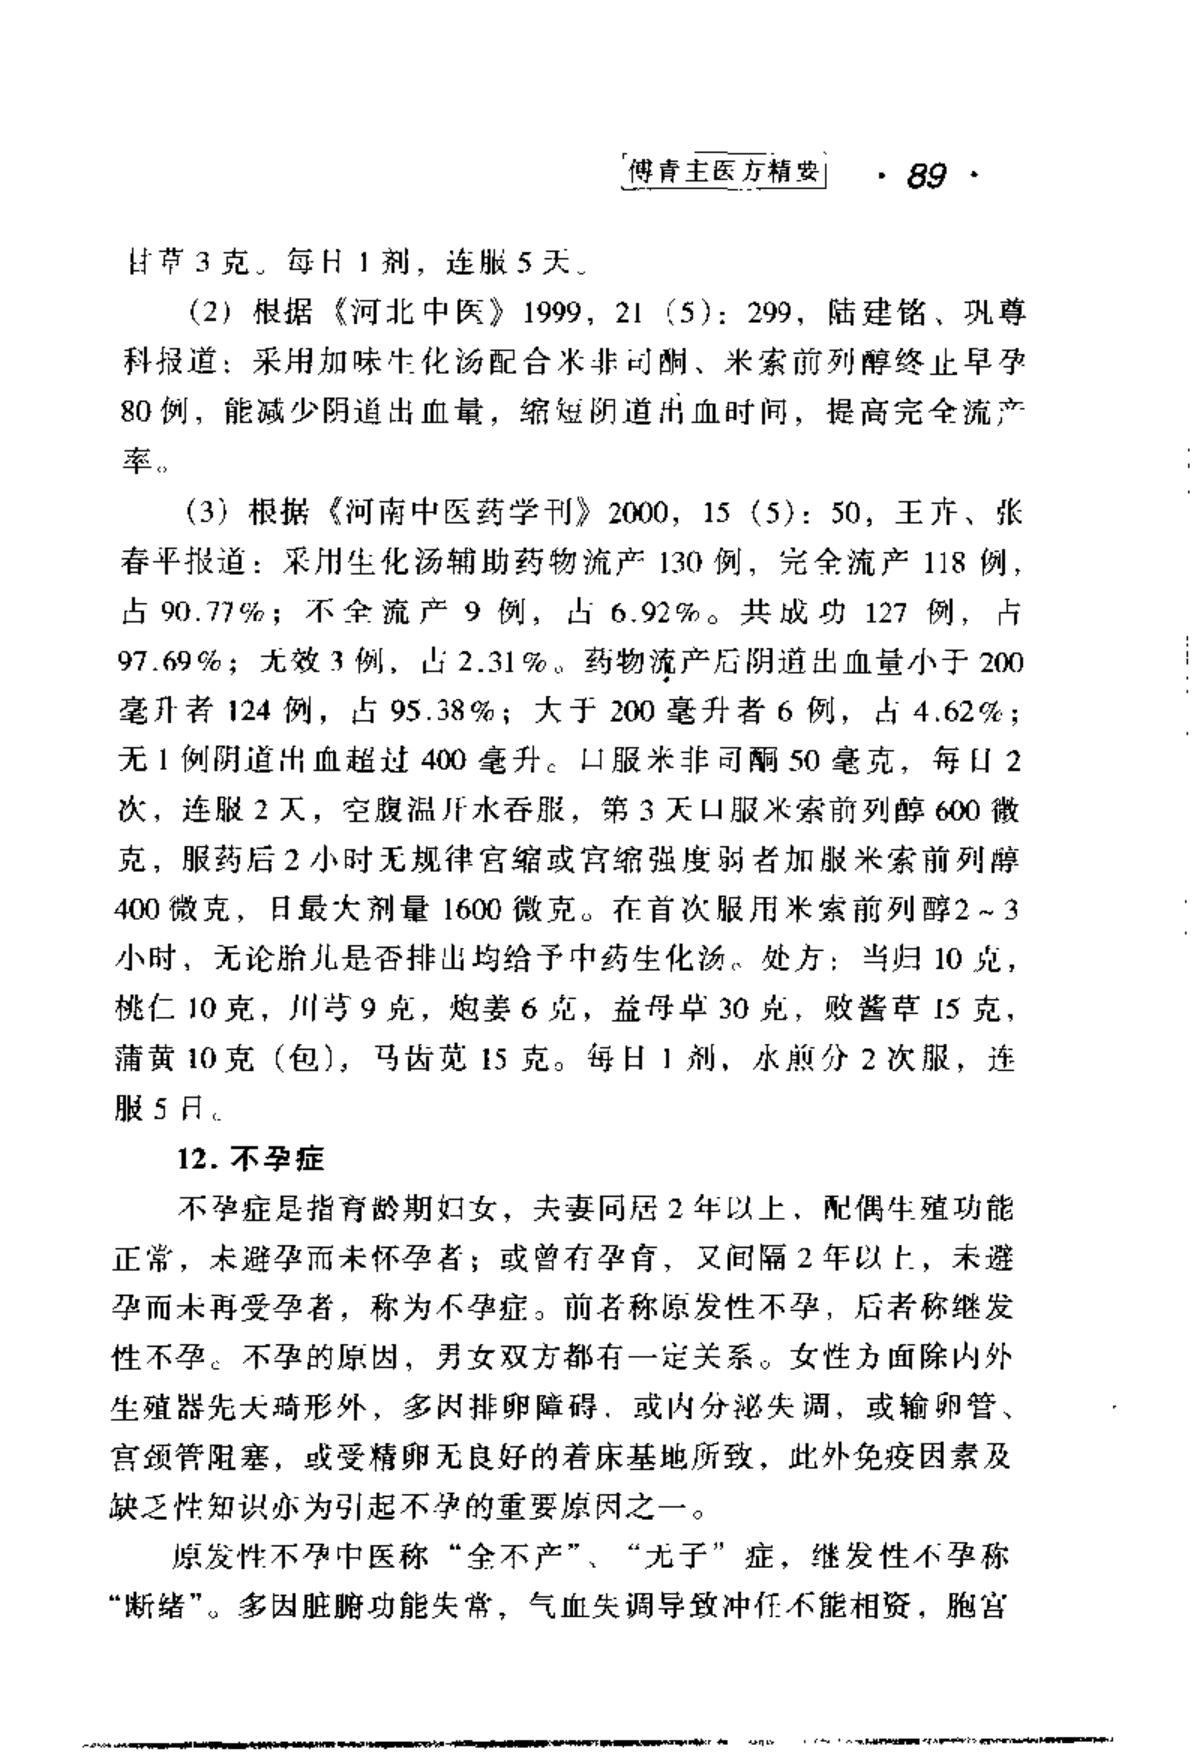 傅青主医方精要 · 89 ·
甘草 3 克。每日 1 剂，连服 5 天。
（2）根据《河北中医》1999，21（5）：299，陆建铭、巩尊
科报道：采用加味生化汤配合米非司酮、米索前列醇终止早孕
80 例，能减少阴道出血量，缩短阴道出血时间，提高完全流产
率。
（3）根据《河南中医药学刊》2000，15（5）：50，王卉、张
春平报道：采用生化汤辅助药物流产 130 例，完全流产 118 例，
占 90.77%；不全流产 9 例，占 6.92%。共成功 127 例，占
97.69%；无效 3 例，占 2.31%。药物流产后阴道出血量小于 200
毫升者 124 例，占 95.38%；大于 200 毫升者 6 例，占 4.62%；
无 1 例阴道出血超过 400 毫升。口服米非司酮 50 毫克，每日 2
次，连服 2 天，空腹温开水吞服，第 3 天口服米索前列醇 600 微
克，服药后 2 小时无规律宫缩或宫缩强度弱者加服米索前列醇
400 微克，日最大剂量 1600 微克。在首次服用米索前列醇2～3
小时，无论胎儿是否排出均给予中药生化汤。处方：当归 10 克，
桃仁 10 克，川芎 9 克，炮姜 6 克，益母草 30 克，败酱草 15 克，
蒲黄 10 克（包），马齿苋 15 克。每日 1 剂，水煎分 2 次服，连
服 5 日。
12. 不孕症
不孕症是指育龄期妇女，夫妻同居 2 年以上，配偶生殖功能
正常，未避孕而未怀孕者；或曾有孕育，又间隔 2 年以上，未避
孕而未再受孕者，称为不孕症。前者称原发性不孕，后者称继发
性不孕。不孕的原因，男女双方都有一定关系。女性方面除内外
生殖器先天琦形外，多因排卵障碍，或内分泌失调，或输卵管、
宫颈管阻塞，或受精卵无良好的着床基地所致，此外免疫因素及
缺乏性知识亦为引起不孕的重要原因之一。
原发性不孕中医称“全不产”、“无子”症，继发性不孕称
“断绪”。多因脏腑功能失常，气血失调导致冲任不能相资，胞宫